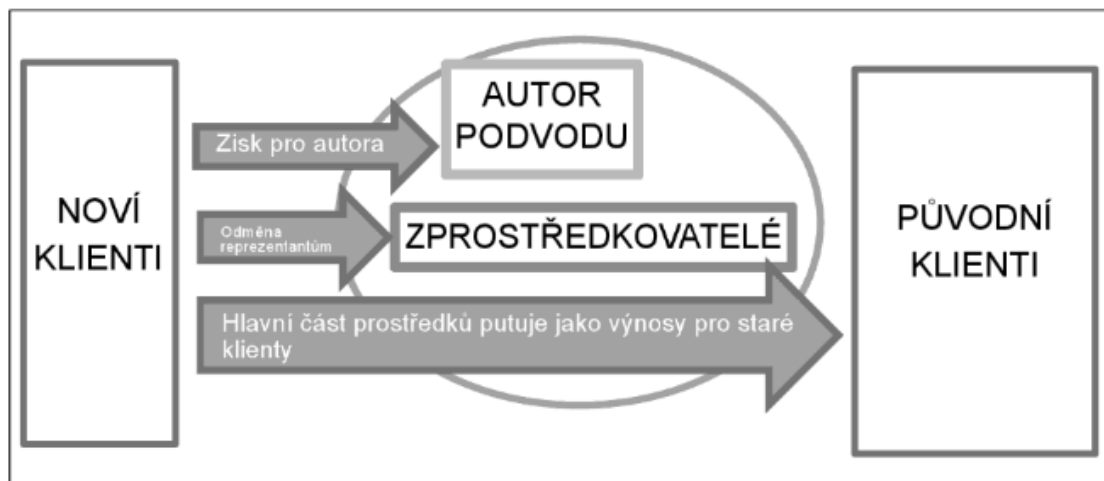 NOVÍ
KLIENTI
Zisk pro autora
AUTOR
PODVODU
Odměna
reprezentantům
ZPROSTŘEDKOVATELÉ
Hlavní část prostředků putuje jako výnosy pro staré
klienty
PŮVODNÍ
KLIENTI